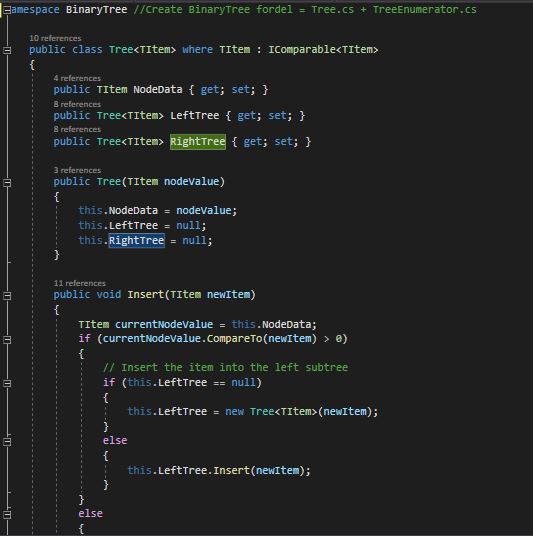 amespace BinaryTree //Create BinaryTree fordel = Tree.cs + TreeEnumerator.cs
10 references
public class Tree<TItem> where TItem : IComparable<TItem>
{
4 references
public TItem NodeData { get; set; }
8 references
public Tree<TItem> LeftTree { get; set; }
8 references
public Tree<TItem> RightTree { get; set; }
3 references
public Tree(TItem nodeValue)
{
this.NodeData = nodeValue;
this.LeftTree = null;
this.RightTree = null;
}
11 references
public void Insert(TItem newItem)
{
TItem currentNodeValue = this.NodeData;
if (currentNodeValue.CompareTo(newItem) > 0)
{
// Insert the item into the left subtree
if (this.LeftTree == null)
{
this.LeftTree = new Tree<TItem>(newItem);
}
else
{
this.LeftTree.Insert(newItem);
}
}
else
{